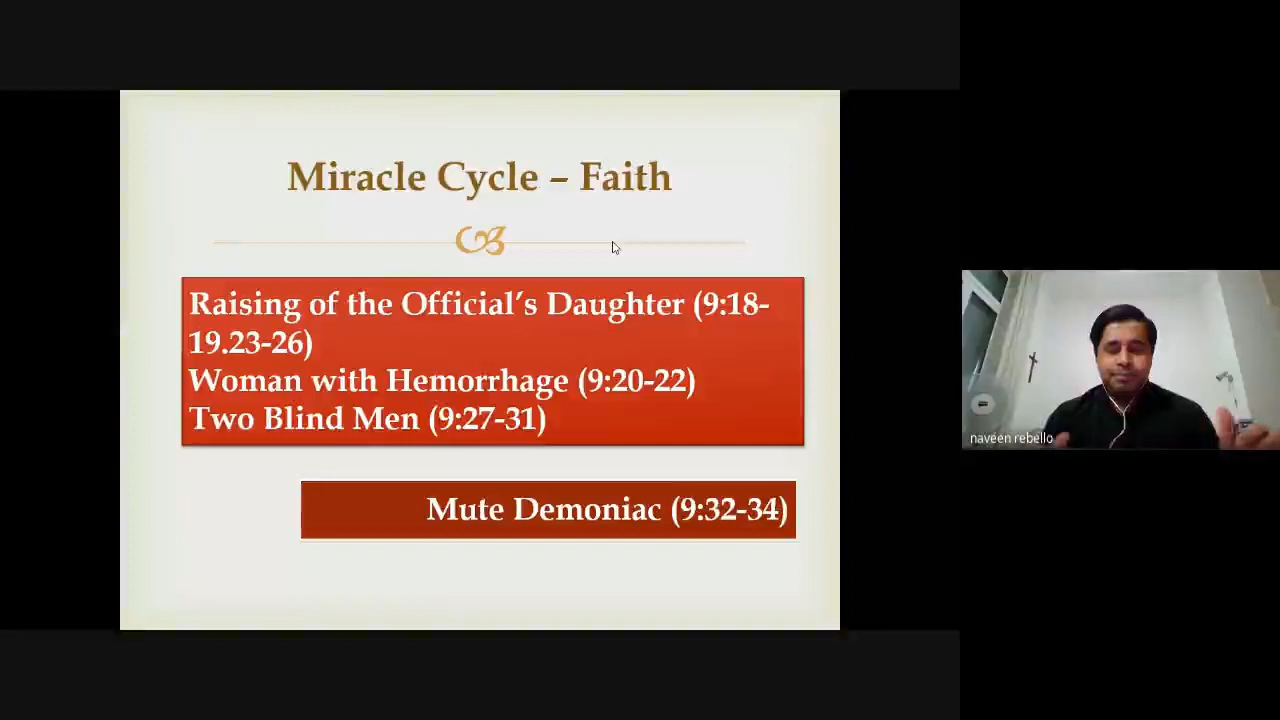 Miracle Cycle – Faith
Raising of the Official’s Daughter (9:18-
19.23-26)
Woman with Hemorrhage (9:20-22)
Two Blind Men (9:27-31)
Mute Demoniac (9:32-34)
naveen rebello